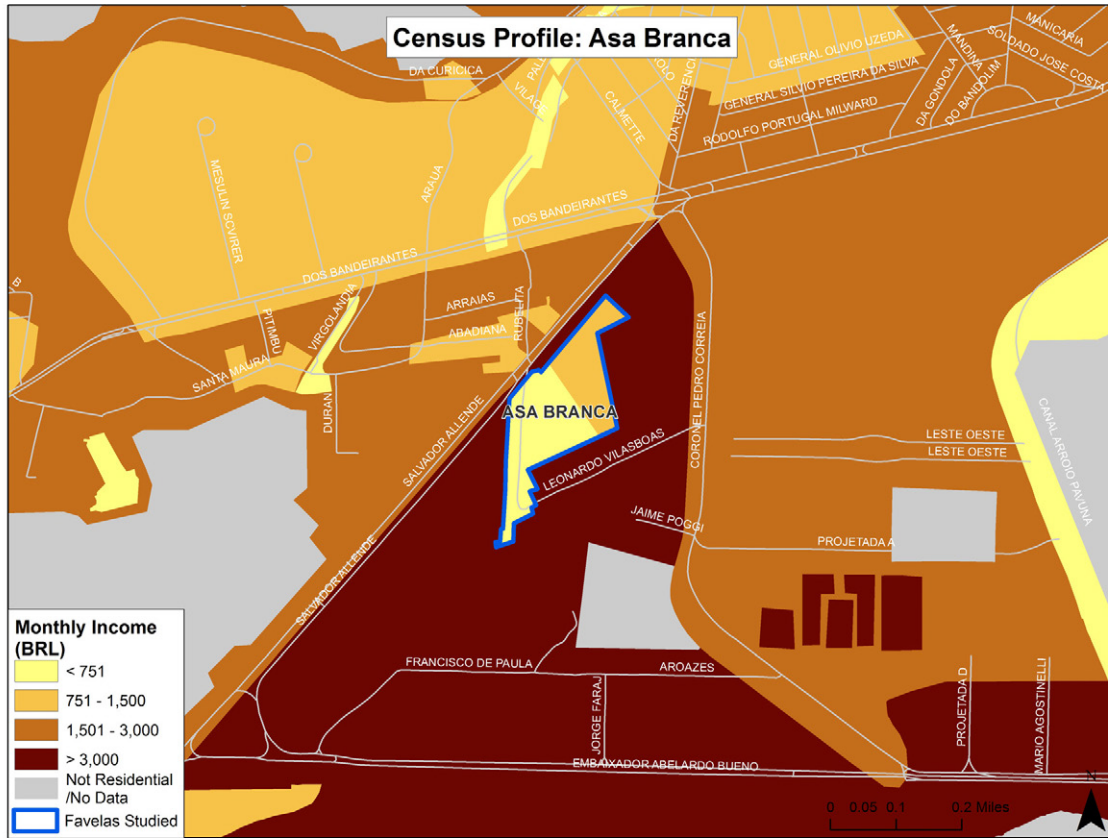 Census Profile: Asa Branca
MANICARIA
MANDINA
SOLDADO JOSE COSTA
GENERAL OLIVIO UZEDA
DA CURICICA
VILAGE
CALMETTE
DA REVERENCI
GENERAL SILVIO PEREIRA DA SILVA
DA GONDOLA
DO BANDOLIM
RODOLFO PORTUGAL MILWARD
MESULIN SCVIRER
ARAUA
DOS BANDEIRANTES
DOS BANDEIRANTES
B
PITIMBU
VIRGOLANDIA
ARRAIAS
ABADIANA
RUBELITA
SANTA MAURA
DURAN
CORONEL PEDRO CORREIA
ASA BRANCA
SALVADOR ALLENDE
LEONARDO VILASBOAS
LESTE OESTE
LESTE OESTE
CANAL ARROIO PAVUNA
JAIME POGGI
PROJETADA A
SALVADOR ALLENDE
FRANCISCO DE PAULA
AROAZES
JORGE FARAJ
PROJETADA D
MARIO AGOSTINELLI
EMBAIXADOR ABELARDO BUENO
Monthly Income
(BRL)
< 751
751 - 1,500
1,501 - 3,000
> 3,000
Not Residential
/No Data
Favelas Studied
N
0 0.05 0.1 0.2 Miles